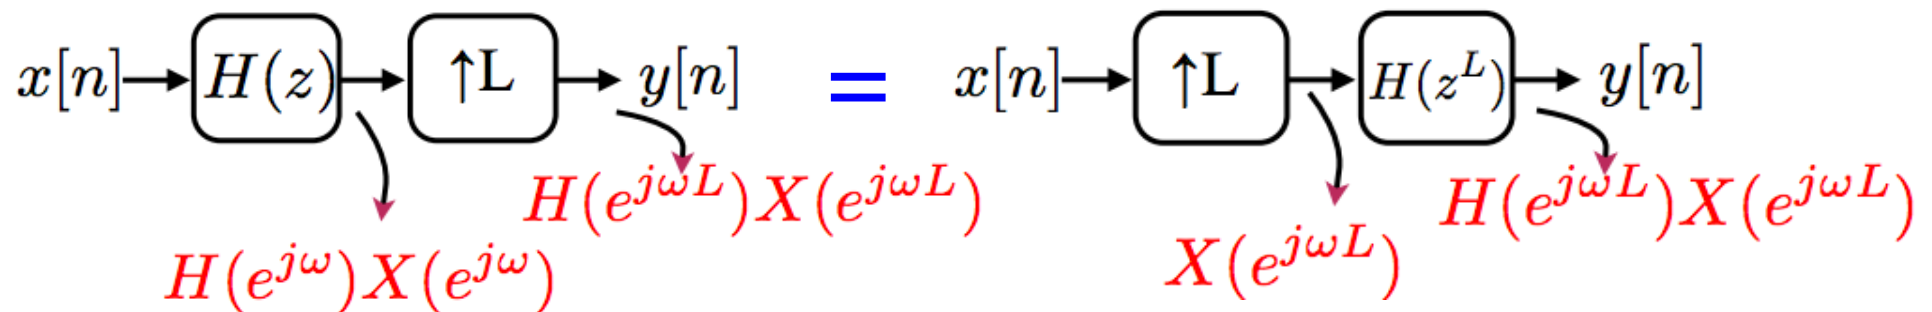 x[n] H(z) ↑L y[n] = x[n] ↑L H(z^L) y[n]
H(e^{jωL})X(e^{jωL}) H(e^{jωL})X(e^{jωL})
H(e^{jω})X(e^{jω}) X(e^{jωL})